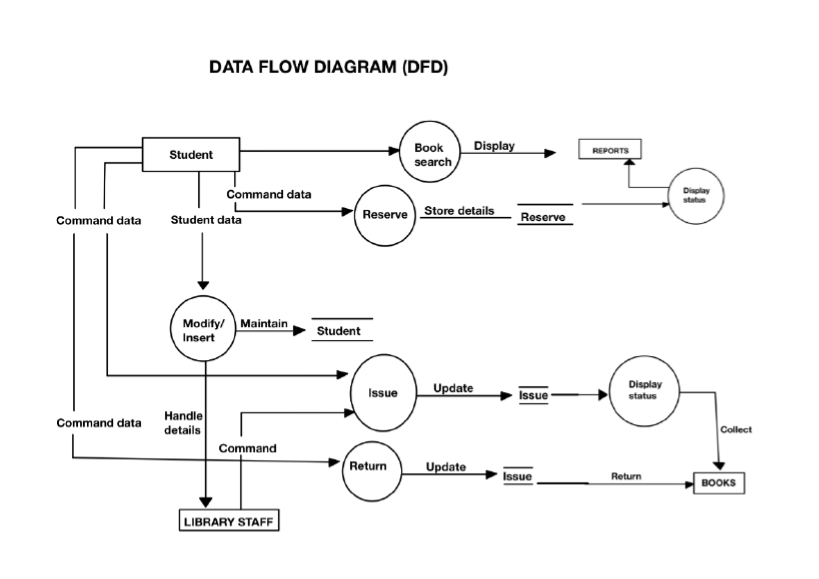 DATA FLOW DIAGRAM (DFD)
Student
Book
search
Display
REPORTS
Command data
Display
status
Command data
Student data
Reserve
Store details
Reserve
Modify/
Insert
Maintain
Student
Issue
Update
Issue
Display
status
Handle
details
Command data
Collect
Command
Return
Update
Issue
Return
BOOKS
LIBRARY STAFF